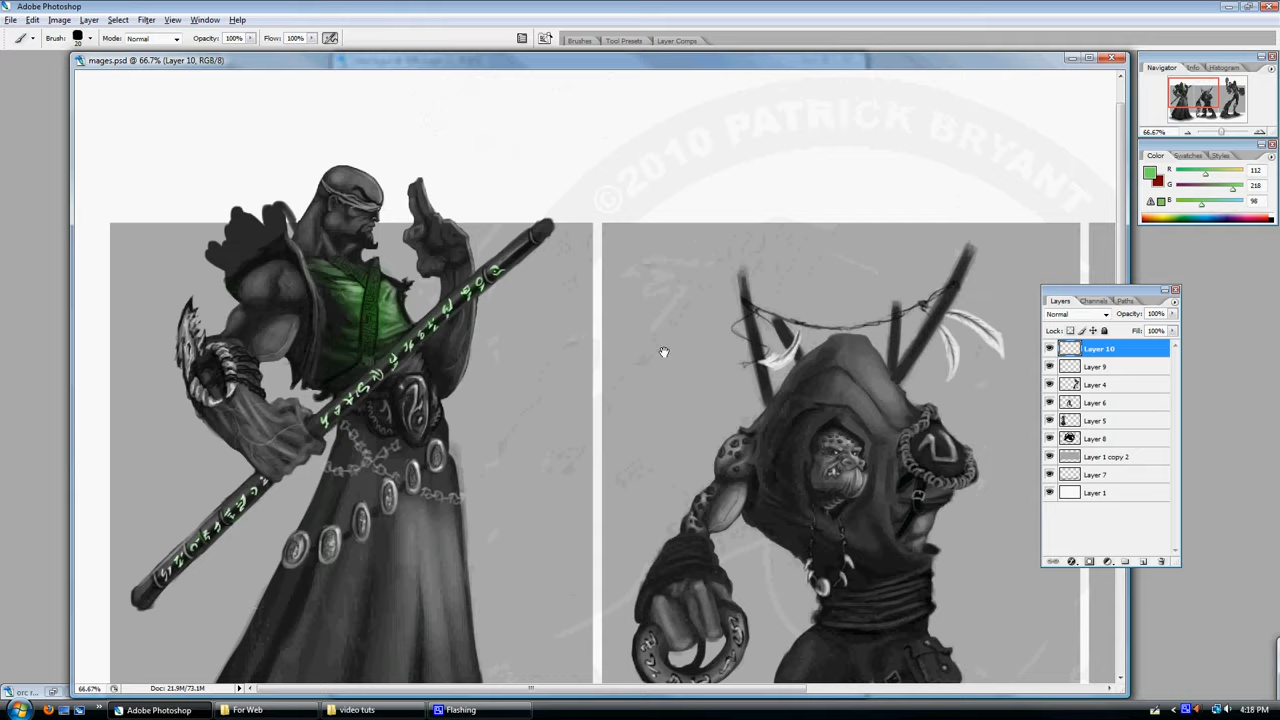 Adobe Photoshop
File Edit Image Layer Select Filter View Window Help
Brush: 20 Mode: Normal Opacity: 100% Flow: 100% Brushes Tool Presets Layer Comps
mages.psd @ 66.7% (Layer 10, RGB/8)
Navigator Info Histogram
66.67%
Color Swatches Styles
R 112
G 218
B 98
©2010 PATRICK
Layers Channels Paths
Normal Opacity: 100%
Lock: Fill: 100%
Layer 10
Layer 9
Layer 4
Layer 6
Layer 5
Layer 8
Layer 1 copy 2
Layer 7
Layer 1
66.67% Doc: 21.9M/73.1M
orc r...
Adobe Photoshop For Web video tuts Flashing 4:18 PM